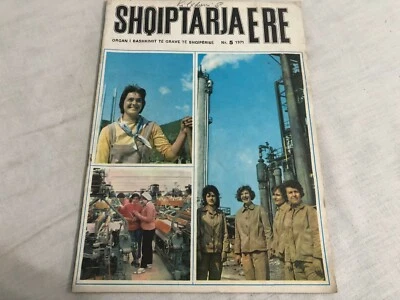 SHQIPTARJA E RE
ORGAN I BASHKIMIT TË GRAVE TË SHQIPËRISË Nr. 5 1971